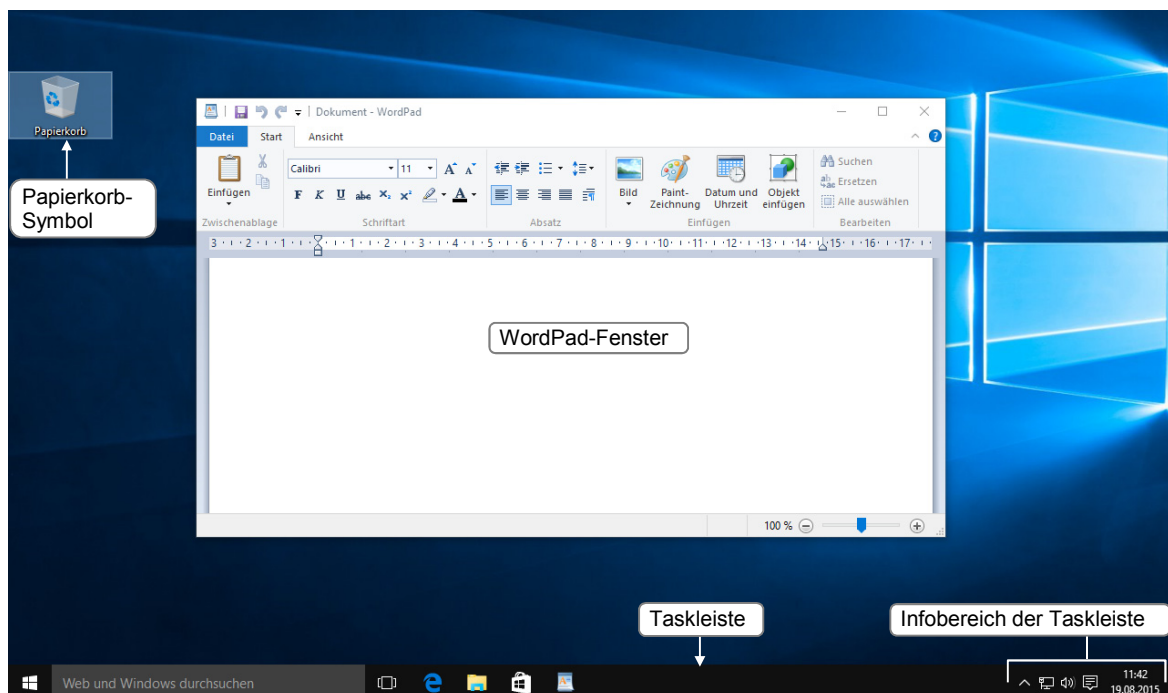 Papierkorb
Papierkorb-
Symbol
Dokument - WordPad
Datei Start Ansicht
Einfügen
Zwischenablage
Calibri 11 A A
F K U abc X₂ x² A
Schriftart
Absatz
Bild
Paint-
Zeichnung
Datum und
Uhrzeit
Objekt
einfügen
Einfügen
Suchen
Ersetzen
Alle auswählen
Bearbeiten
3 2 1 1 2 3 4 5 6 7 8 9 10 11 12 13 14 15 16 17
WordPad-Fenster
100 %
Taskleiste
Infobereich der Taskleiste
Web und Windows durchsuchen
11:42
19.08.2015